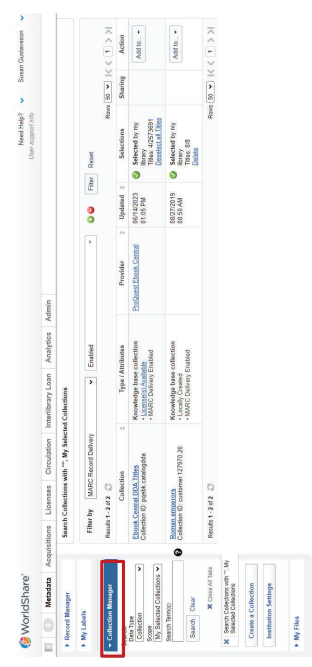 WorldShare®
Need Help?
Susan Gustavson
User support info
Metadata
Acquisitions
Licenses
Circulation
Interlibrary Loan
Analytics
Admin
Record Manager
My Labels
Collection Manager
Data Type
Collection
Scope
My Selected Collections
Search Term(s)
Search
Clear
Close All Tabs
Search Collections with "", My
Selected Collections
Create a Collection
Institution Settings
My Files
Search Collections with "", My Selected Collections
Filter by
MARC Record Delivery
Enabled
Filter
Reset
Results 1 - 2 of 2
Rows 50
1
Collection
Type / Attributes
Provider
Updated
Selections
Sharing
Action
Ebook Central DDA Titles
Collection ID: pqebk.catalogdda
Knowledge base collection
• License(s) Available
• MARC Delivery Enabled
ProQuest Ebook Central
06/14/2023
01:05 PM
Selected by my
library
Titles: 4/2573691
Deselect all Titles
Add to...
Roman emperors
Collection ID: customer.127970.26
Knowledge base collection
• Locally Created
• MARC Delivery Enabled
08/27/2019
08:50 AM
Selected by my
library
Titles: 8/8
Delete
Add to...
Results 1 - 2 of 2
Rows 50
1